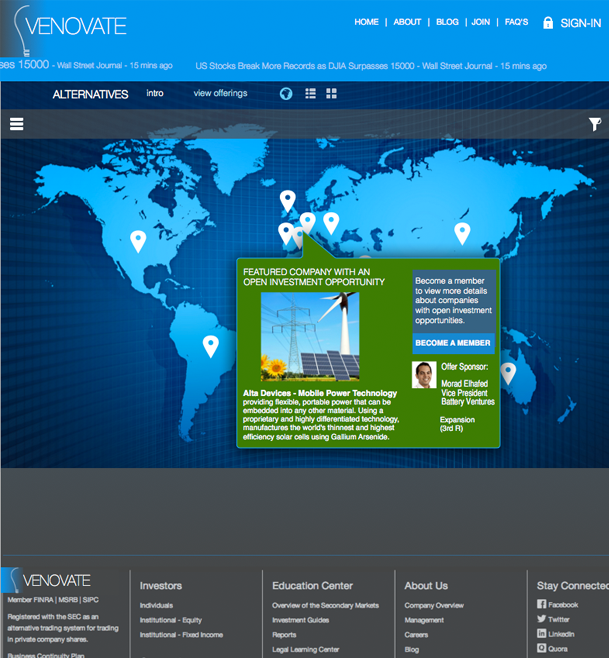 VENOVATE
HOME | ABOUT | BLOG | JOIN | FAQ'S
SIGN-IN
ses 15000 - Wall Street Journal - 15 mins ago
US Stocks Break More Records as DJIA Surpasses 15000 - Wall Street Journal - 15 mins ago
ALTERNATIVES intro view offerings
FEATURED COMPANY WITH AN
OPEN INVESTMENT OPPORTUNITY
Alta Devices - Mobile Power Technology
providing flexible, portable power that can be
embedded into any other material. Using a
proprietary and highly differentiated technology,
manufactures the world's thinnest and highest
efficiency solar cells using Gallium Arsenide.
Become a member
to view more details
about companies
with open investment
opportunities.
BECOME A MEMBER
Offer Sponsor:
Morad Elhafed
Vice President
Battery Ventures
Expansion
(3rd R)
VENOVATE
Member FINRA | MSRB | SIPC
Registered with the SEC as an
alternative trading system for trading
in private company shares.
Business Continuity Plan
Investors
Individuals
Institutional - Equity
Institutional - Fixed Income
Education Center
Overview of the Secondary Markets
Investment Guides
Reports
Legal Learning Center
About Us
Company Overview
Management
Careers
Blog
Stay Connected
Facebook
Twitter
LinkedIn
Quora